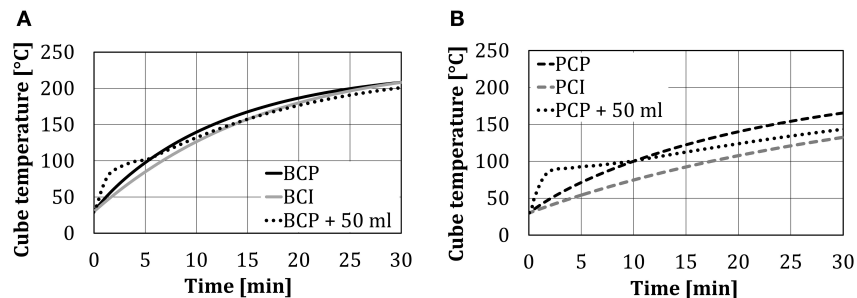 A
Cube temperature [°C]
250
200
150
100
50
0
BCP
BCI
BCP + 50 ml
0 5 10 15 20 25 30
Time [min]
B
Cube temperature [°C]
250
200
150
100
50
0
PCP
PCI
PCP + 50 ml
0 5 10 15 20 25 30
Time [min]